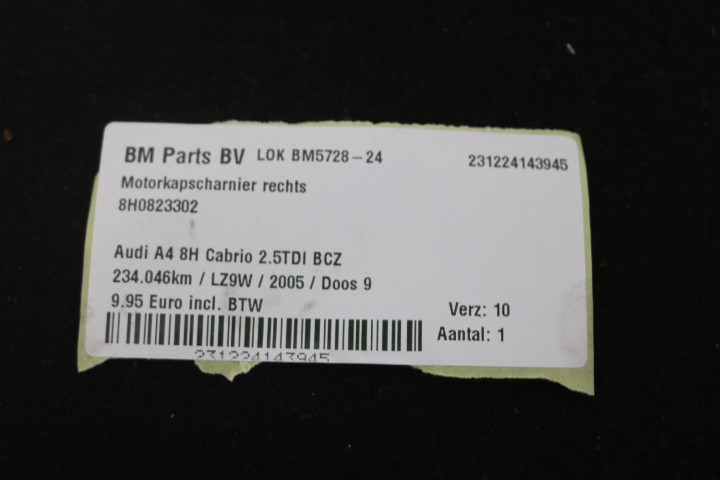 BM Parts BV LOK BM5728-24 231224143945
Motorkapscharnier rechts
8H0823302
Audi A4 8H Cabrio 2.5TDI BCZ
234.046km / LZ9W / 2005 / Doos 9
9.95 Euro incl. BTW
Verz: 10
Aantal: 1
231224143945